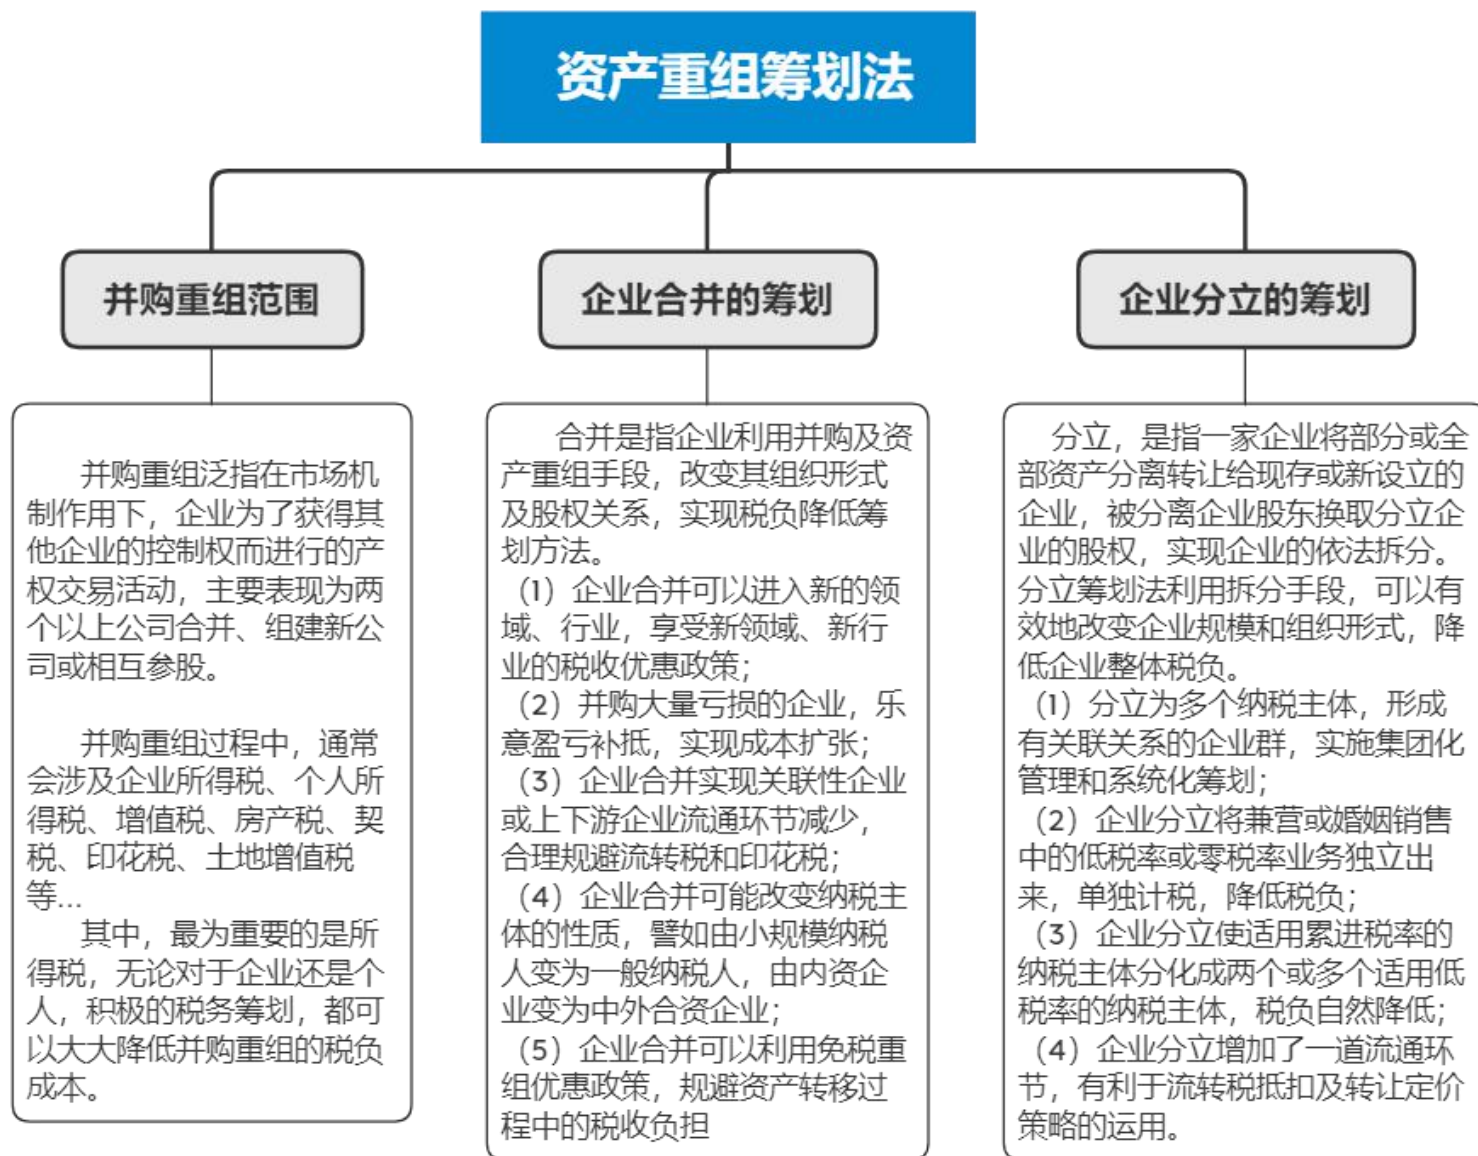 资产重组筹划法
并购重组范围
并购重组泛指在市场机
制作用下，企业为了获得其
他企业的控制权而进行的产
权交易活动，主要表现为两
个以上公司合并、组建新公
司或相互参股。
并购重组过程中，通常
会涉及企业所得税、个人所
得税、增值税、房产税、契
税、印花税、土地增值税
等...
其中，最为重要的是所
得税，无论对于企业还是个
人，积极的税务筹划，都可
以大大降低并购重组的税负
成本。
企业合并的筹划
合并是指企业利用并购及资
产重组手段，改变其组织形式
及股权关系，实现税负降低筹
划方法。
（1）企业合并可以进入新的领
域、行业，享受新领域、新行
业的税收优惠政策；
（2）并购大量亏损的企业，乐
意盈亏补抵，实现成本扩张；
（3）企业合并实现关联性企业
或上下游企业流通环节减少，
合理规避流转税和印花税；
（4）企业合并可能改变纳税主
体的性质，譬如由小规模纳税
人变为一般纳税人，由内资企
业变为中外合资企业；
（5）企业合并可以利用免税重
组优惠政策，规避资产转移过
程中的税收负担
企业分立的筹划
分立，是指一家企业将部分或全
部资产分离转让给现存或新设立的
企业，被分离企业股东换取分立企
业的股权，实现企业的依法拆分。
分立筹划法利用拆分手段，可以有
效地改变企业规模和组织形式，降
低企业整体税负。
（1）分立为多个纳税主体，形成
有关联关系的企业群，实施集团化
管理和系统化筹划；
（2）企业分立将兼营或婚姻销售
中的低税率或零税率业务独立出
来，单独计税，降低税负；
（3）企业分立使适用累进税率的
纳税主体分化成两个或多个适用低
税率的纳税主体，税负自然降低；
（4）企业分立增加了一道流通环
节，有利于流转税抵扣及转让定价
策略的运用。